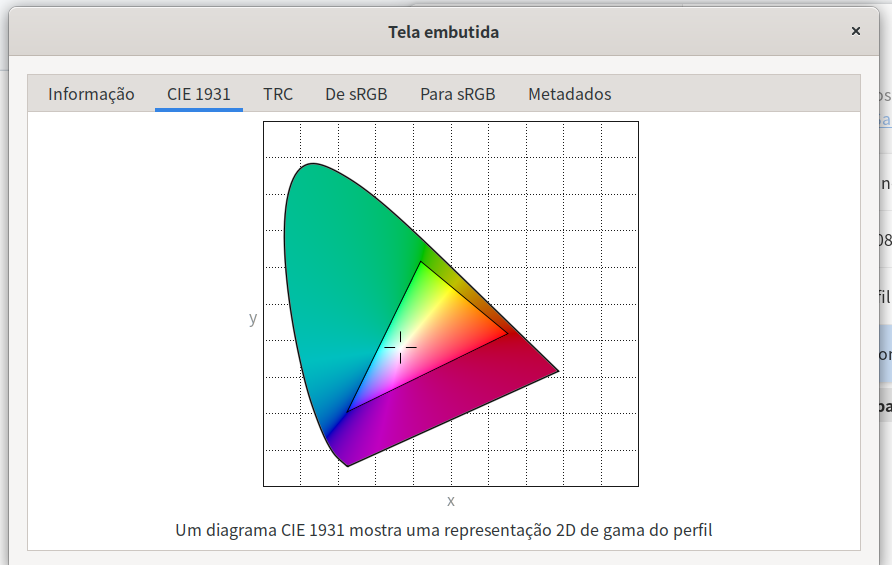 Tela embutida
×
Informação CIE 1931 TRC De sRGB Para sRGB Metadados
y
x
Um diagrama CIE 1931 mostra uma representação 2D de gama do perfil